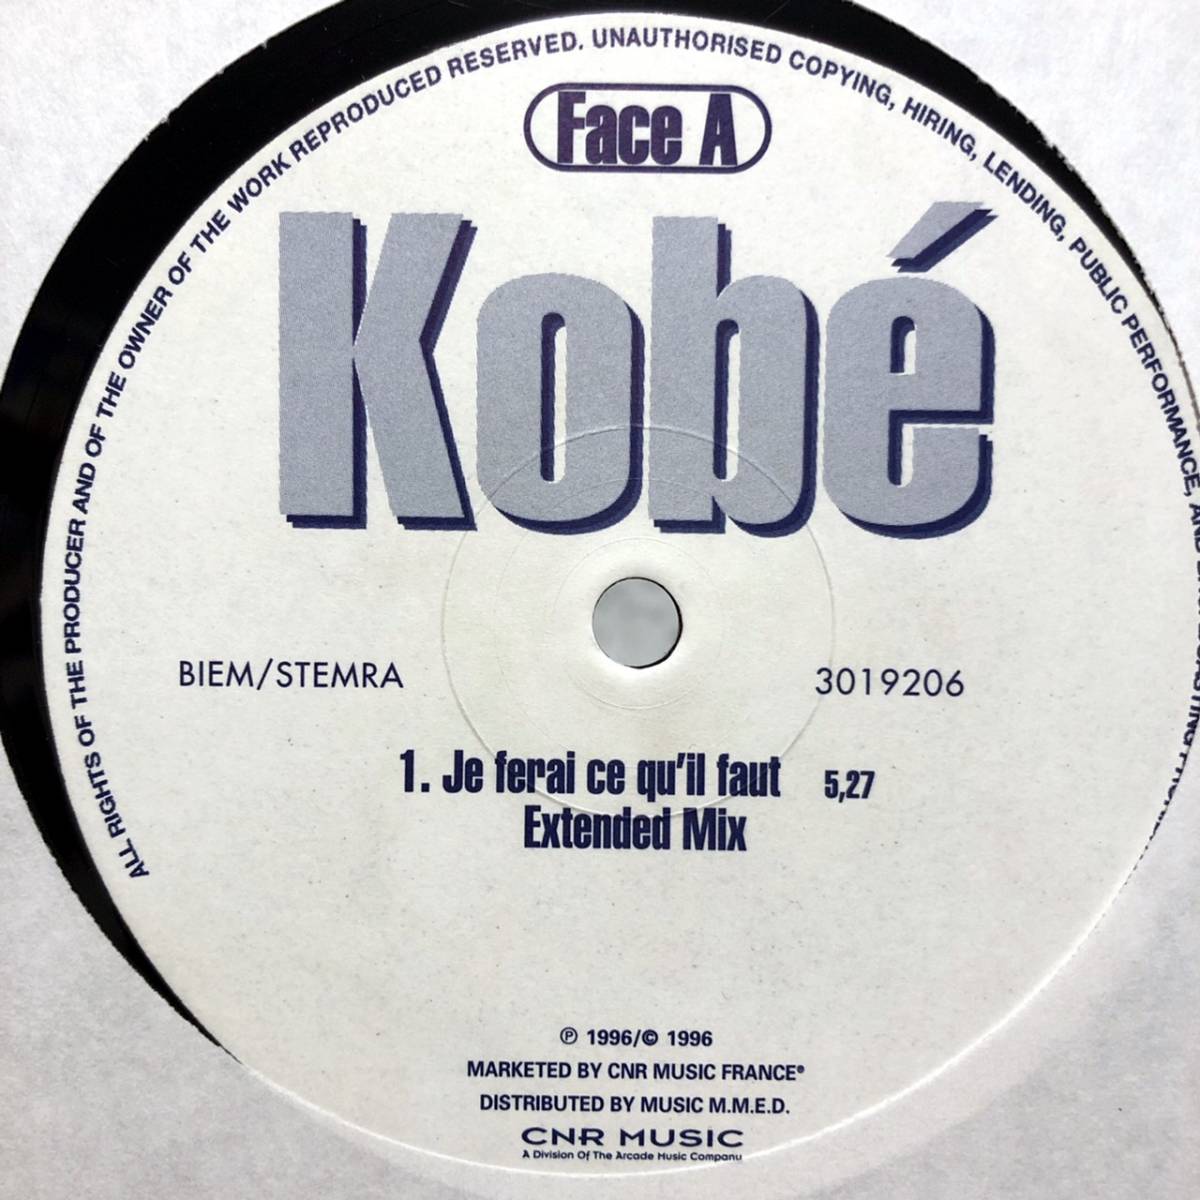 ALL RIGHTS OF THE PRODUCER AND OF THE OWNER OF THE WORK REPRODUCED RESERVED. UNAUTHORISED COPYING, HIRING, LENDING, PUBLIC PERFORMANCE,
Face A
Kobé
BIEM/STEMRA
3019206
1. Je ferai ce qu'il faut 5,27
Extended Mix
℗ 1996/© 1996
MARKETED BY CNR MUSIC FRANCE®
DISTRIBUTED BY MUSIC M.M.E.D.
CNR MUSIC
A Division Of The Arcade Music Company